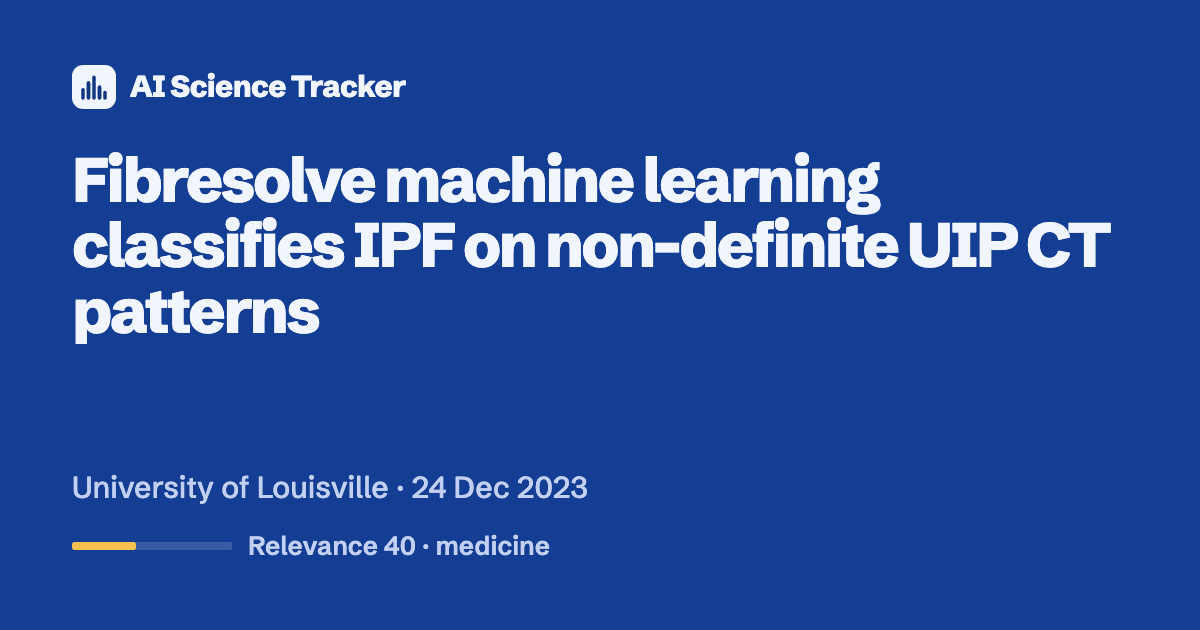 AI Science Tracker
Fibresolve machine learning
classifies IPF on non-definite UIP CT
patterns
University of Louisville · 24 Dec 2023
Relevance 40 · medicine